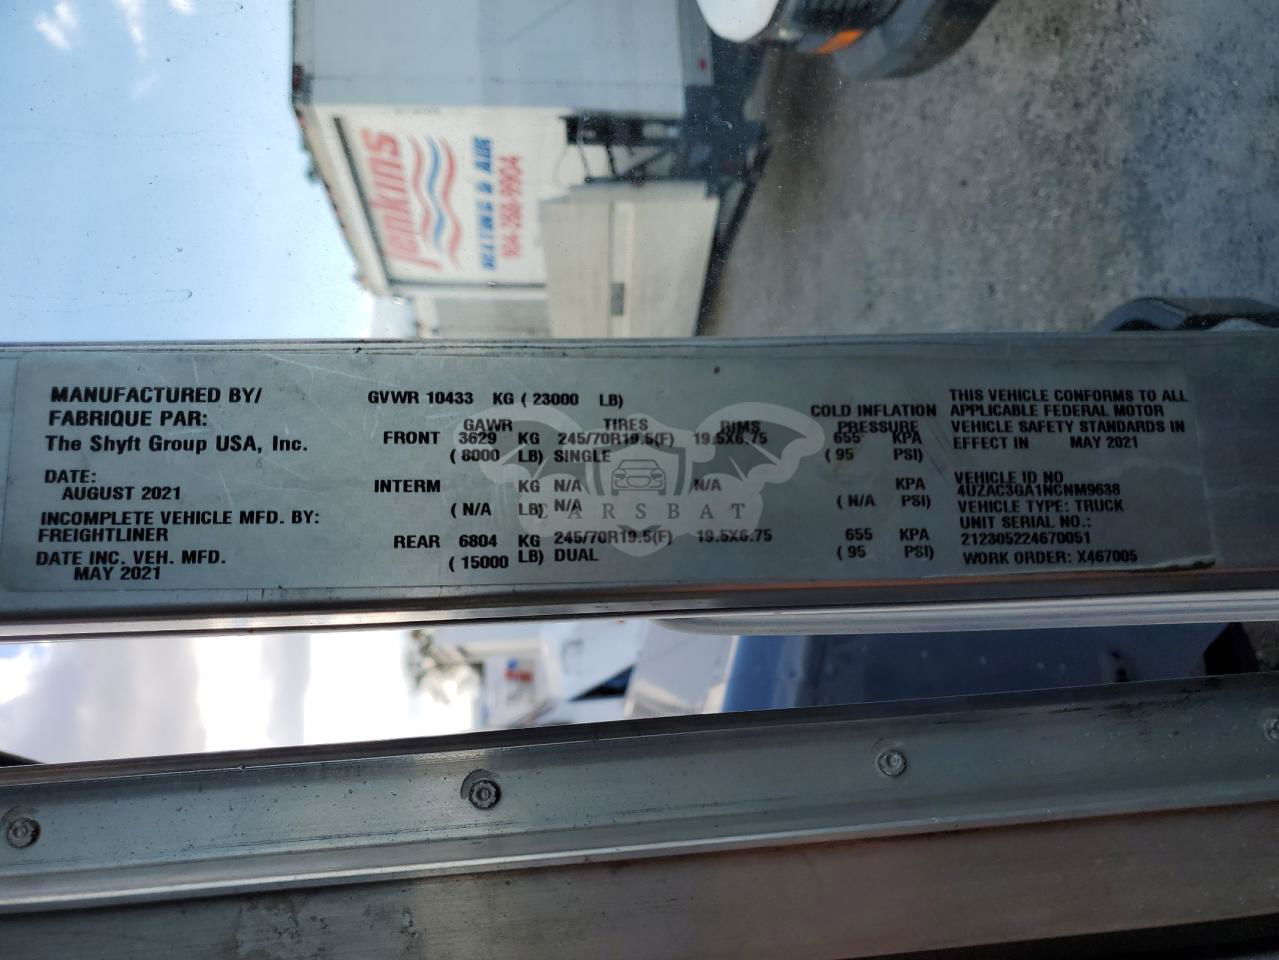 Jenkins
& AIR
904-268-9904
MANUFACTURED BY/
FABRIQUE PAR:
The Shyft Group USA, Inc.
DATE:
AUGUST 2021
INCOMPLETE VEHICLE MFD. BY:
FREIGHTLINER
DATE INC. VEH. MFD.
MAY 2021
GVWR 10433 KG ( 23000 LB)
GAWR TIRES RIMS COLD INFLATION PRESSURE
FRONT 3629 KG 245/70R19.5(F) 19.5X6.75 655 KPA
( 8000 LB) SINGLE ( 95 PSI)
INTERM KG N/A N/A KPA
( N/A LB) N/A ( N/A PSI)
REAR 6804 KG 245/70R19.5(F) 19.5X6.75 655 KPA
( 15000 LB) DUAL ( 95 PSI)
THIS VEHICLE CONFORMS TO ALL
APPLICABLE FEDERAL MOTOR
VEHICLE SAFETY STANDARDS IN
EFFECT IN MAY 2021
VEHICLE ID NO
4UZAC3GA1NCNM9638
VEHICLE TYPE: TRUCK
UNIT SERIAL NO.:
212305224670051
WORK ORDER: X467005
CARSBAT